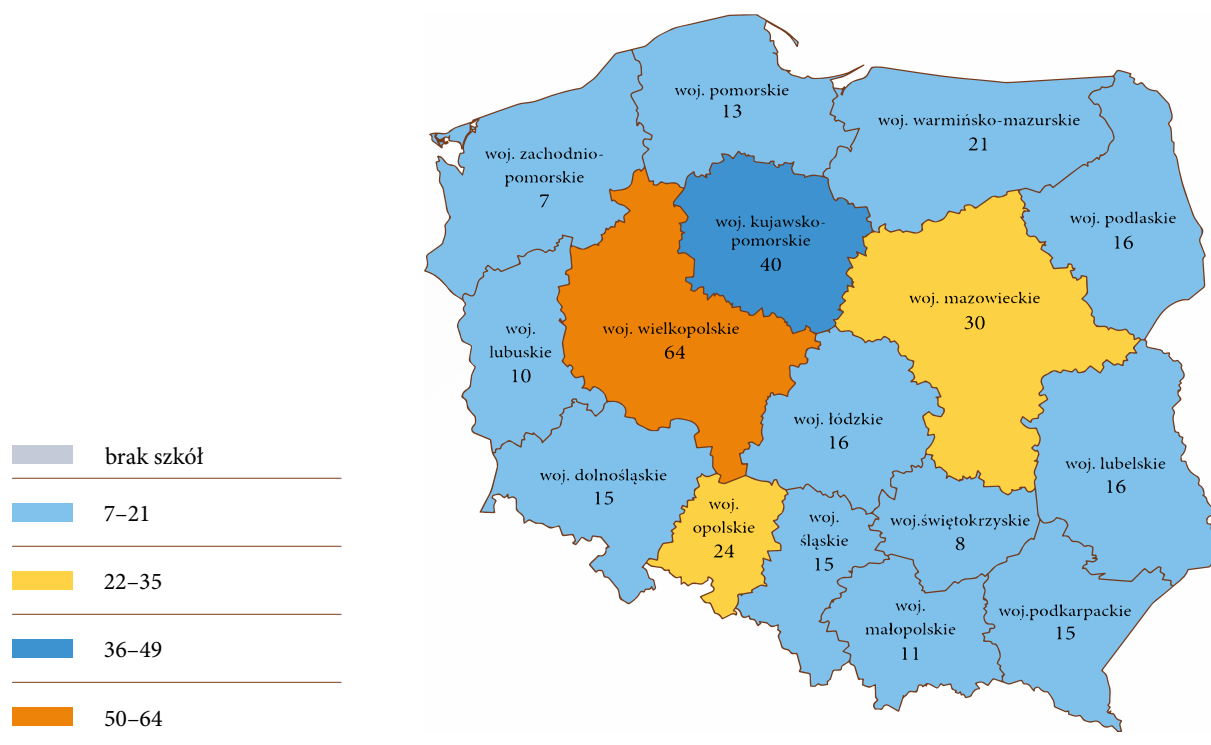 brak szkół
7–21
22–35
36–49
50–64
woj. pomorskie
13
woj. warmińsko-mazurskie
21
woj. zachodnio-
pomorskie
7
woj. podlaskie
16
woj. kujawsko-
pomorskie
40
woj. mazowieckie
30
woj. wielkopolskie
64
woj.
lubuskie
10
woj. łódzkie
16
woj. lubelskie
16
woj. dolnośląskie
15
woj.
opolskie
24
woj.
śląskie
15
woj.świętokrzyskie
8
woj.
małopolskie
11
woj.podkarpackie
15